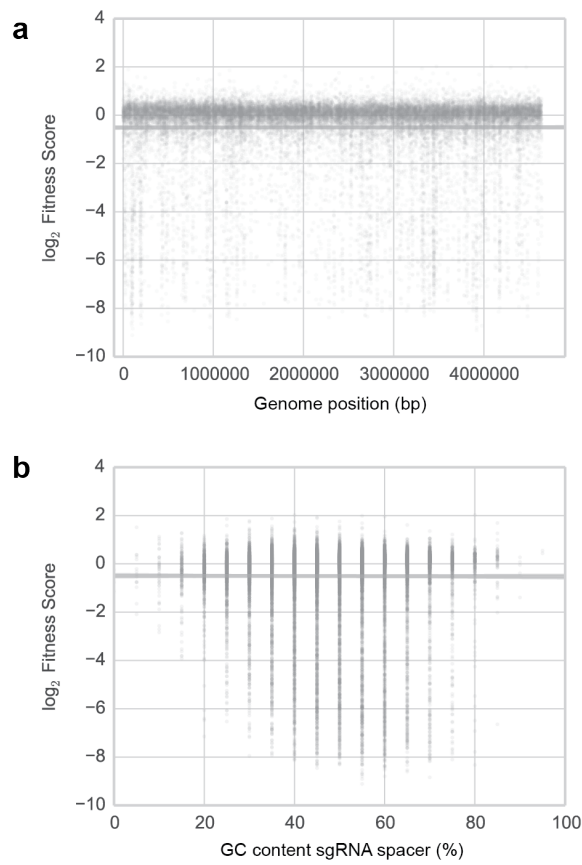 a
4
2
0
−2
−4
−6
−8
−10
log₂ Fitness Score
0 1000000 2000000 3000000 4000000
Genome position (bp)
b
4
2
0
−2
−4
−6
−8
−10
log₂ Fitness Score
0 20 40 60 80 100
GC content sgRNA spacer (%)